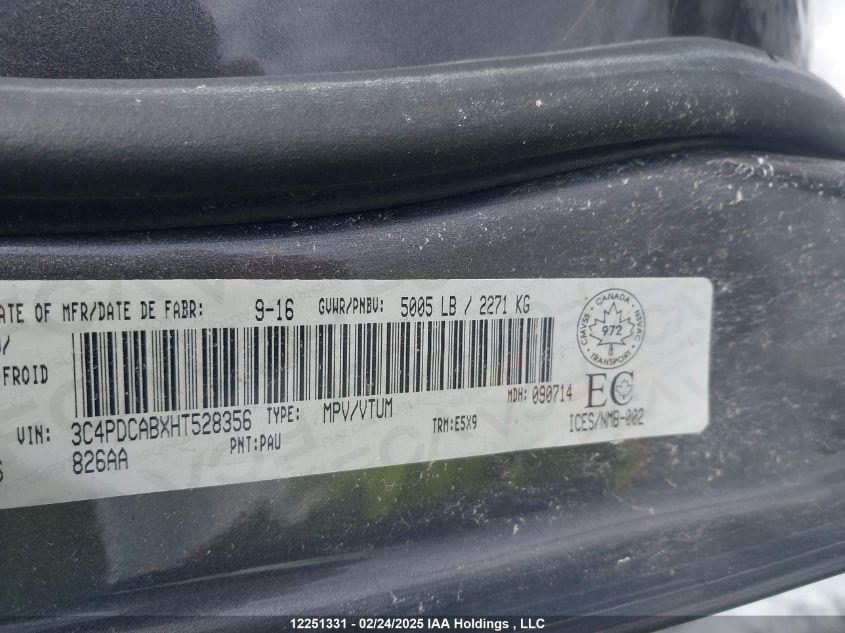 ATE OF MFR/DATE DE FABR: 9-16 GVWR/PNBV: 5005 LB / 2271 KG
FROID
CMVSS · CANADA · NSVAC
972
TRANSPORT
MDH: 090714
EC
VIN: 3C4PDCABXHT528356 TYPE: MPV/VTUM
TRM:E5X9
ICES/NMB-002
826AA PNT:PAU
12251331 - 02/24/2025 IAA Holdings , LLC